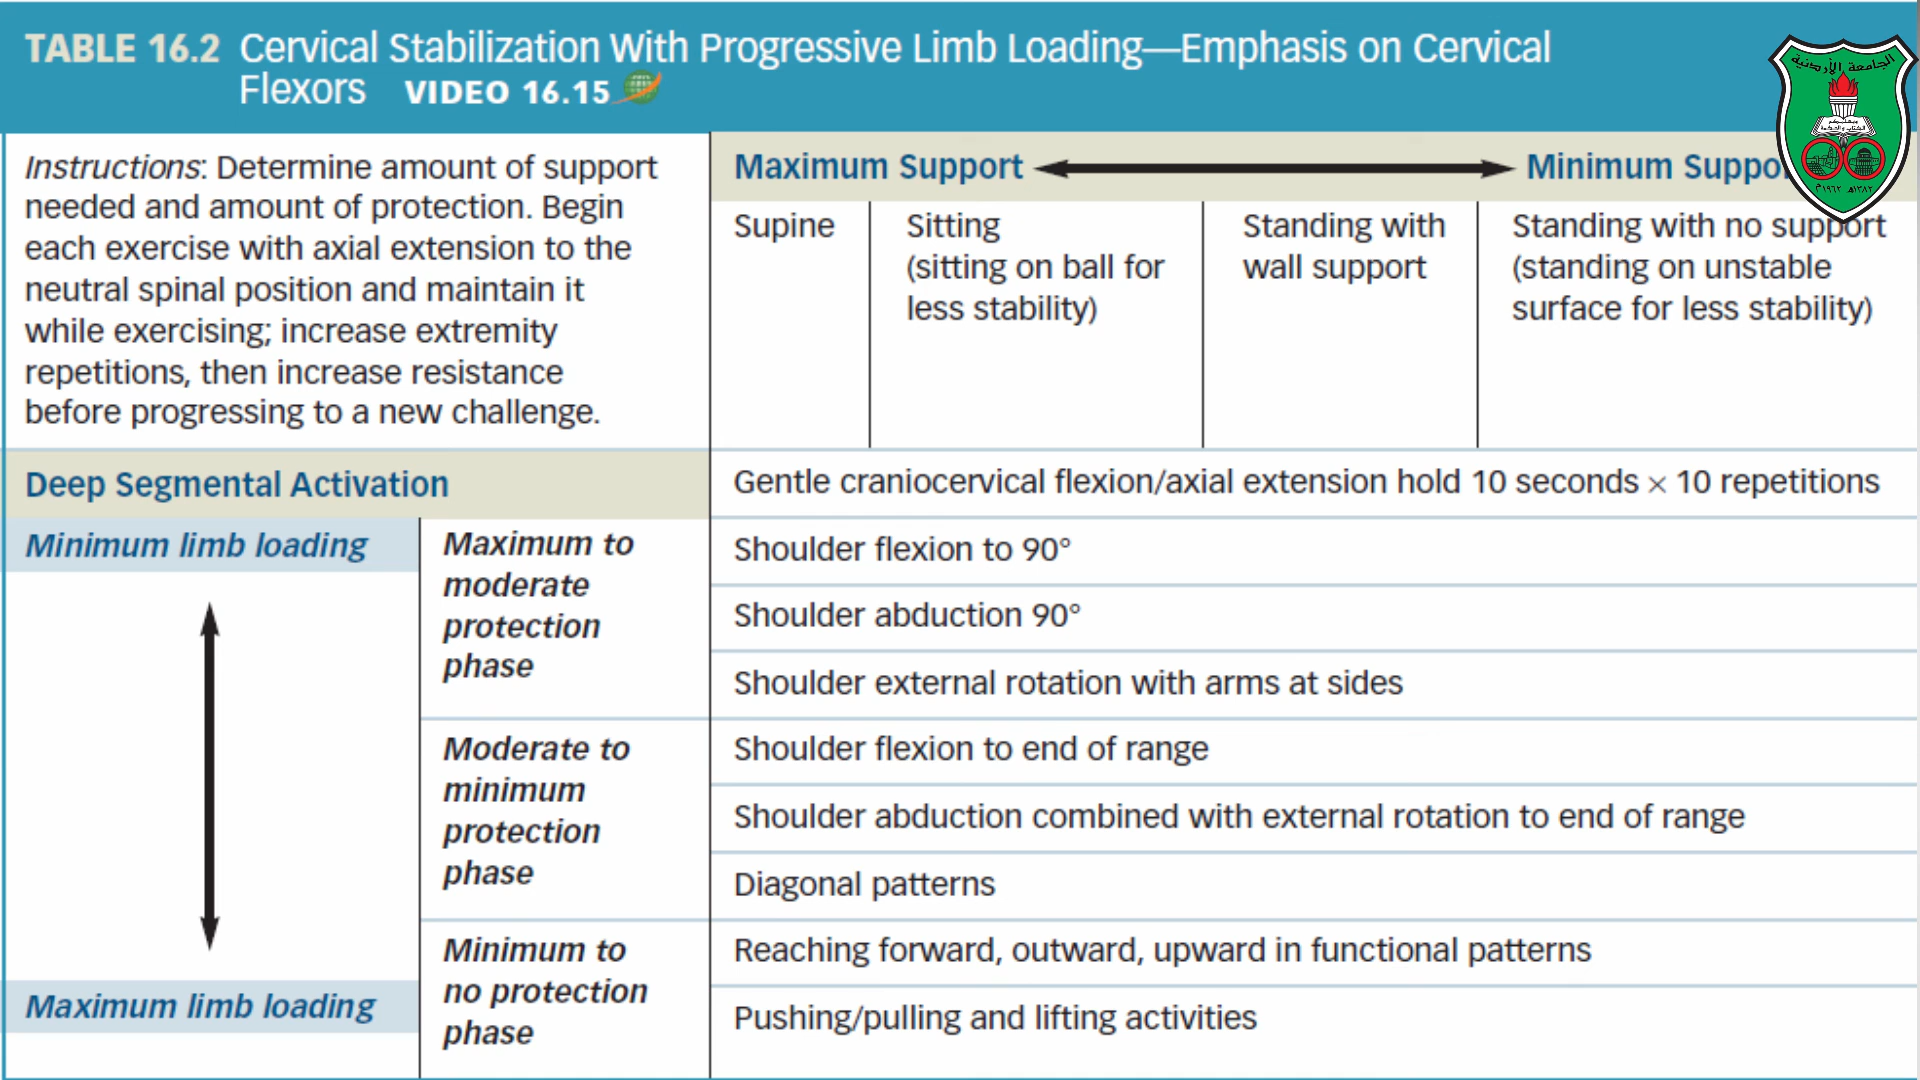 TABLE 16.2 Cervical Stabilization With Progressive Limb Loading—Emphasis on Cervical
Flexors VIDEO 16.15
الجامعة الأردنية
١٩٦٢م ١٣٨٢هـ
Instructions: Determine amount of support
needed and amount of protection. Begin
each exercise with axial extension to the
neutral spinal position and maintain it
while exercising; increase extremity
repetitions, then increase resistance
before progressing to a new challenge.
Maximum Support
Minimum Suppo
Supine
Sitting
(sitting on ball for
less stability)
Standing with
wall support
Standing with no support
(standing on unstable
surface for less stability)
Deep Segmental Activation
Gentle craniocervical flexion/axial extension hold 10 seconds × 10 repetitions
Minimum limb loading
Maximum limb loading
Maximum to
moderate
protection
phase
Shoulder flexion to 90°
Shoulder abduction 90°
Shoulder external rotation with arms at sides
Moderate to
minimum
protection
phase
Shoulder flexion to end of range
Shoulder abduction combined with external rotation to end of range
Diagonal patterns
Minimum to
no protection
phase
Reaching forward, outward, upward in functional patterns
Pushing/pulling and lifting activities